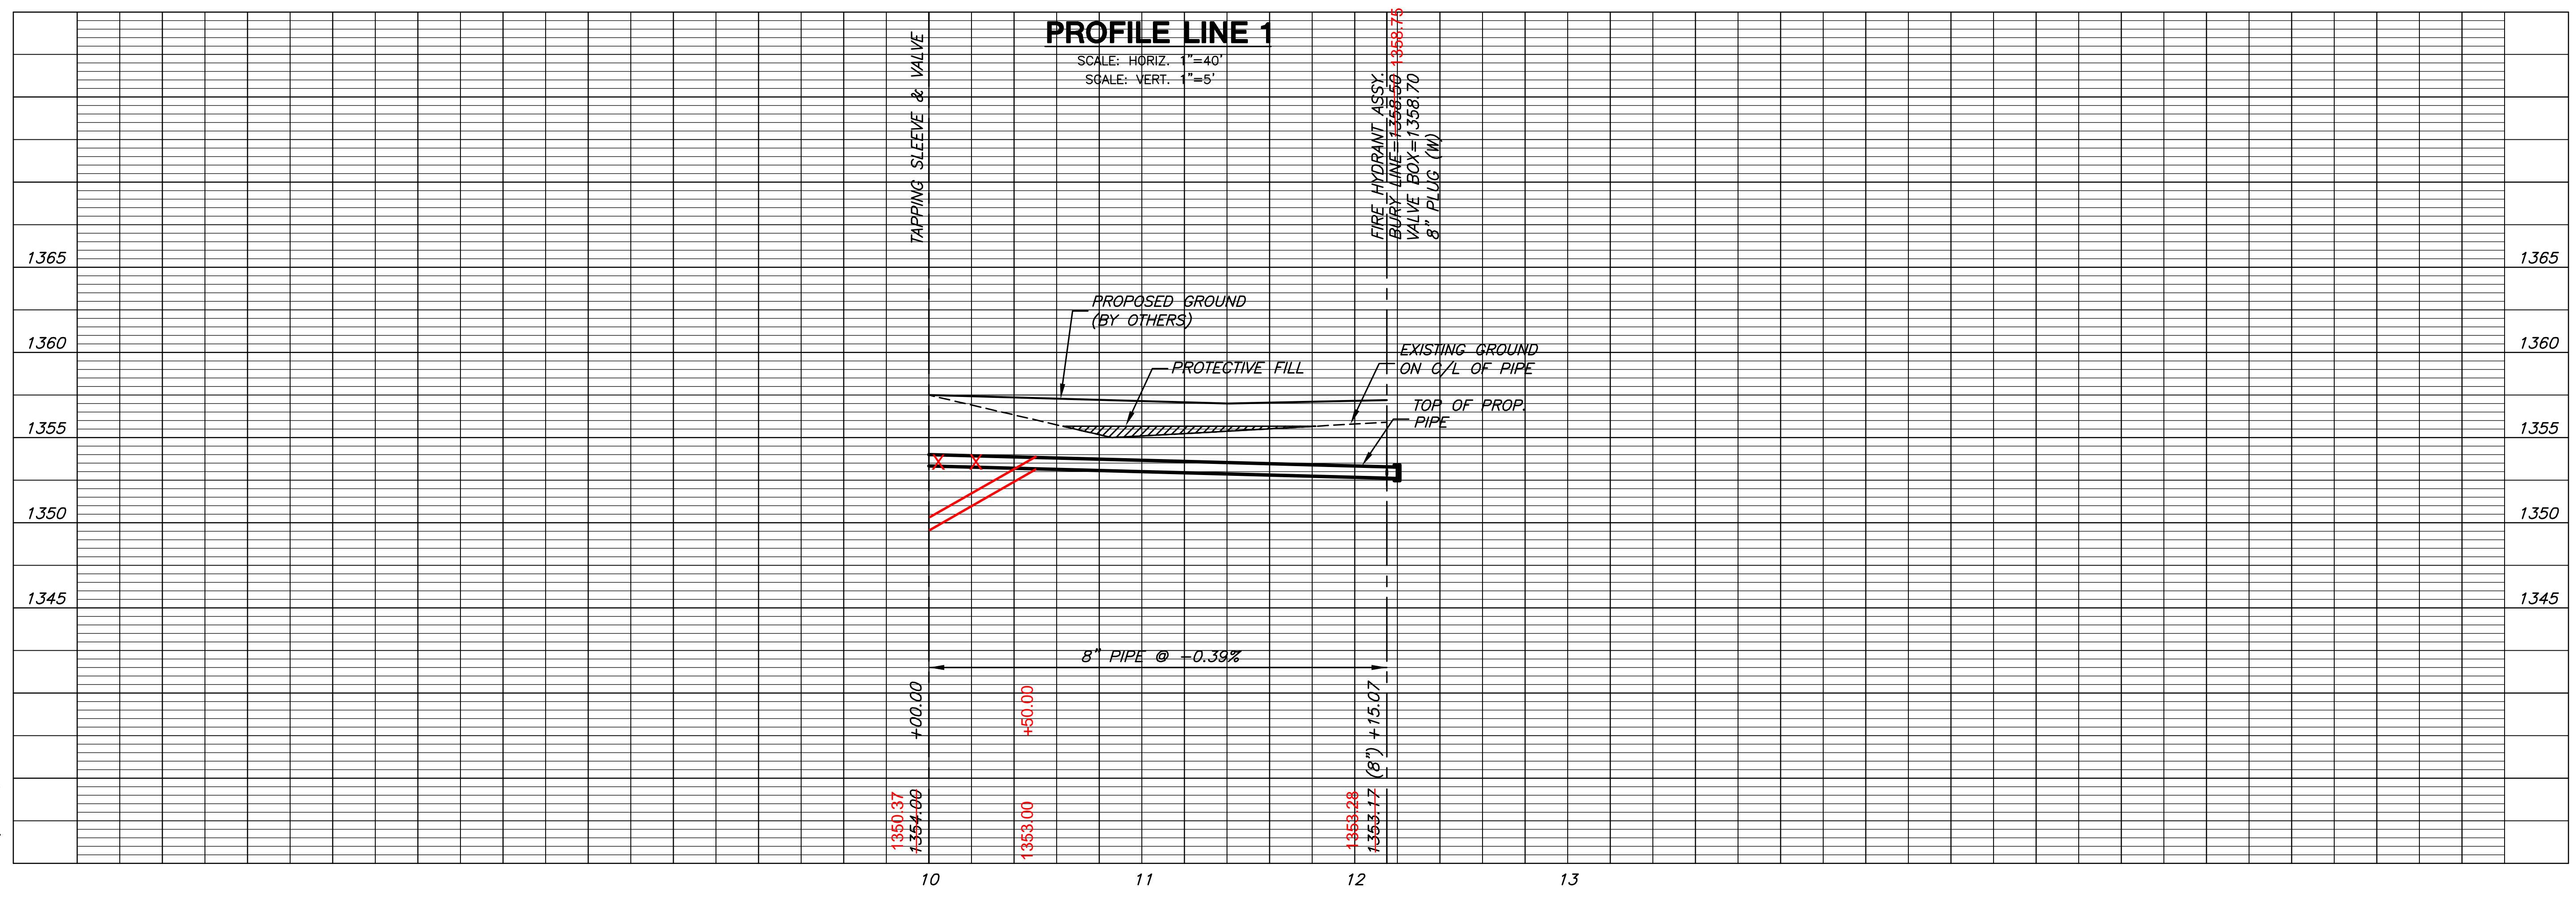 PROFILE LINE 1
SCALE: HORIZ. 1"=40'
SCALE: VERT. 1"=5'
TAPPING SLEEVE & VALVE
FIRE HYDRANT ASSY.
BURY LINE=1358.50 1358.75
VALVE BOX=1358.70
8" PLUG (W)
1365
1365
PROPOSED GROUND
(BY OTHERS)
1360
1360
EXISTING GROUND
ON C/L OF PIPE
PROTECTIVE FILL
TOP OF PROP.
PIPE
1355
1355
X X
1350
1350
1345
1345
8" PIPE @ -0.39%
+00.00
+50.00
(8") +15.07
1350.37
1354.00
1353.00
1353.28
1353.17
10
11
12
13